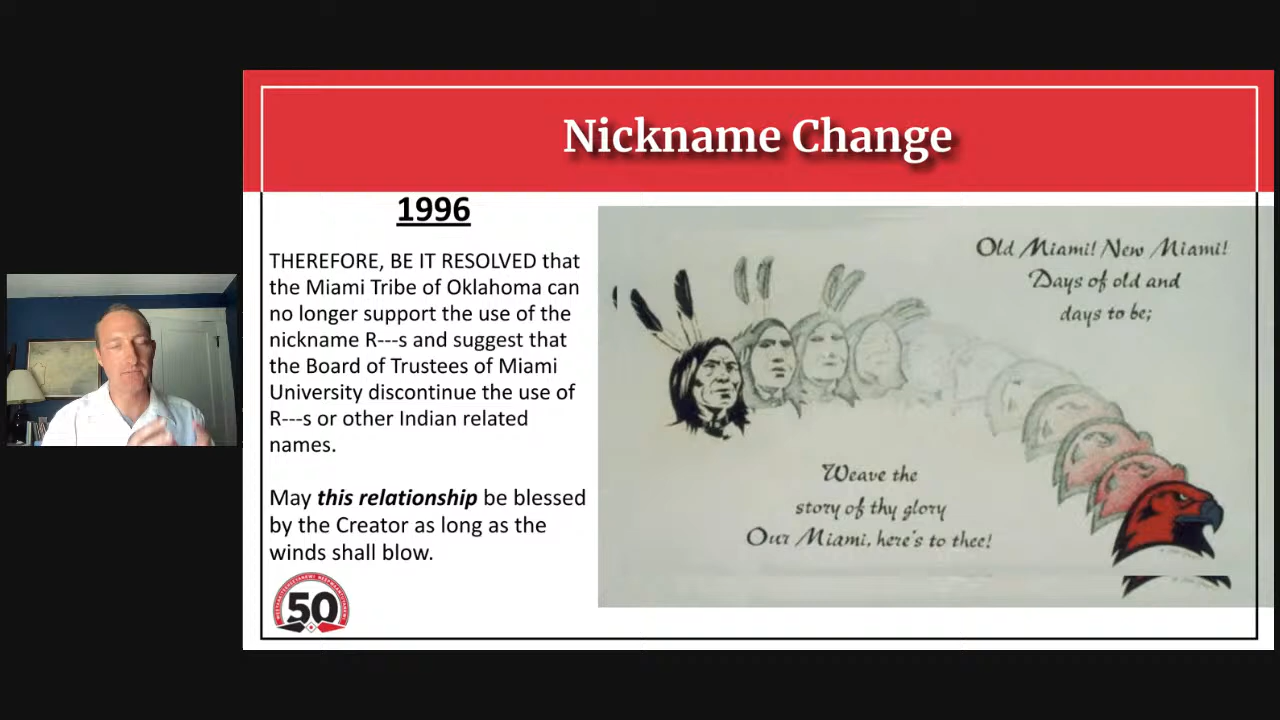 Nickname Change
1996
THEREFORE, BE IT RESOLVED that
the Miami Tribe of Oklahoma can
no longer support the use of the
nickname R---s and suggest that
the Board of Trustees of Miami
University discontinue the use of
R---s or other Indian related
names.
May this relationship be blessed
by the Creator as long as the
winds shall blow.
50
Old Miami! New Miami!
Days of old and
days to be;
Weave the
story of thy glory
Our Miami, here's to thee!